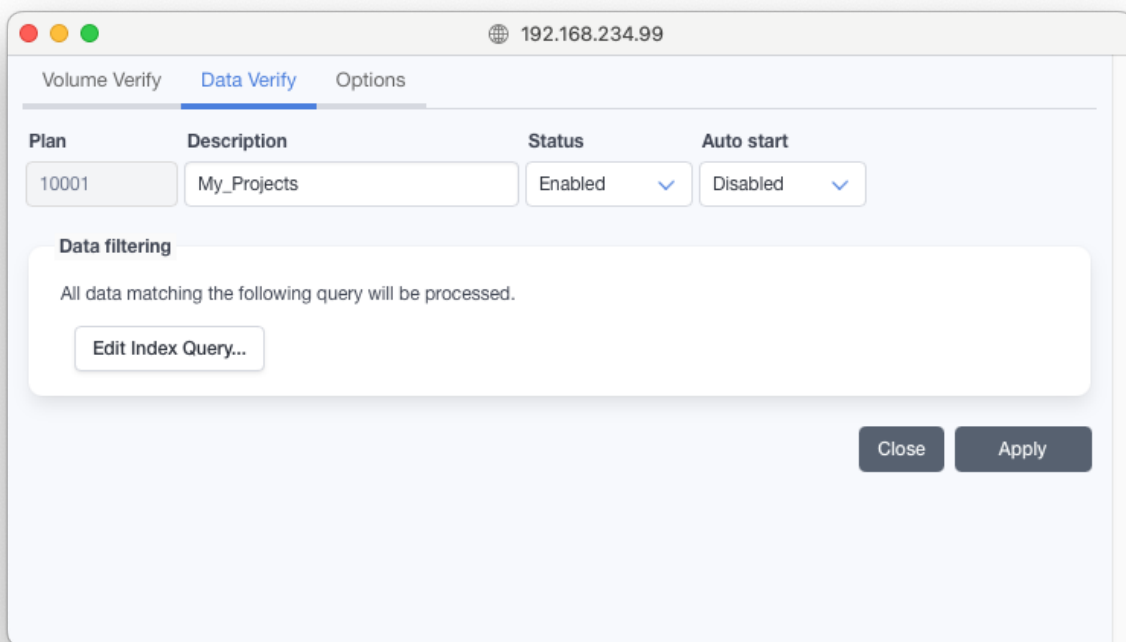 192.168.234.99
Volume Verify Data Verify Options
Plan Description Status Auto start
10001 My_Projects Enabled Disabled
Data filtering
All data matching the following query will be processed.
Edit Index Query...
Close Apply